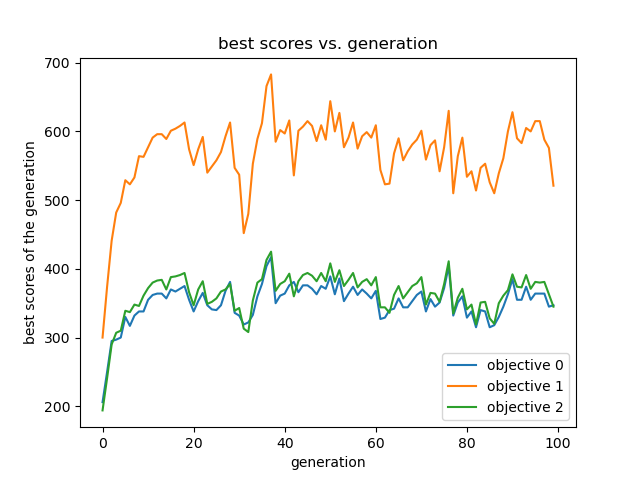 best scores vs. generation
best scores of the generation
700
600
500
400
300
200
0
20
40
60
80
100
generation
objective 0
objective 1
objective 2